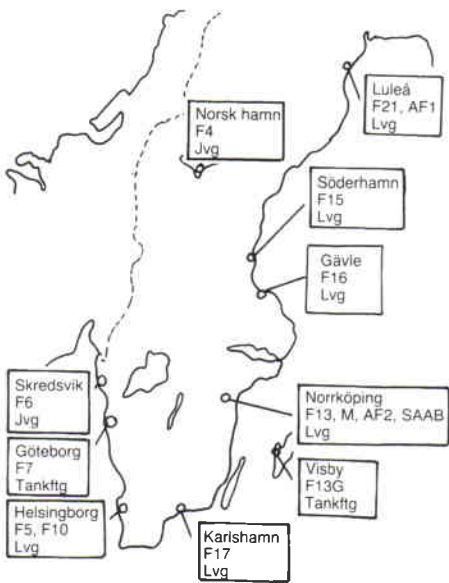 Luleå
F21, AF1
Lvg
Norsk hamn
F4
Jvg
Söderhamn
F15
Lvg
Gävle
F16
Lvg
Skredsvik
F6
Jvg
Norrköping
F13, M, AF2, SAAB
Lvg
Göteborg
F7
Tankftg
Visby
F13G
Tankftg
Helsingborg
F5, F10
Lvg
Karlshamn
F17
Lvg